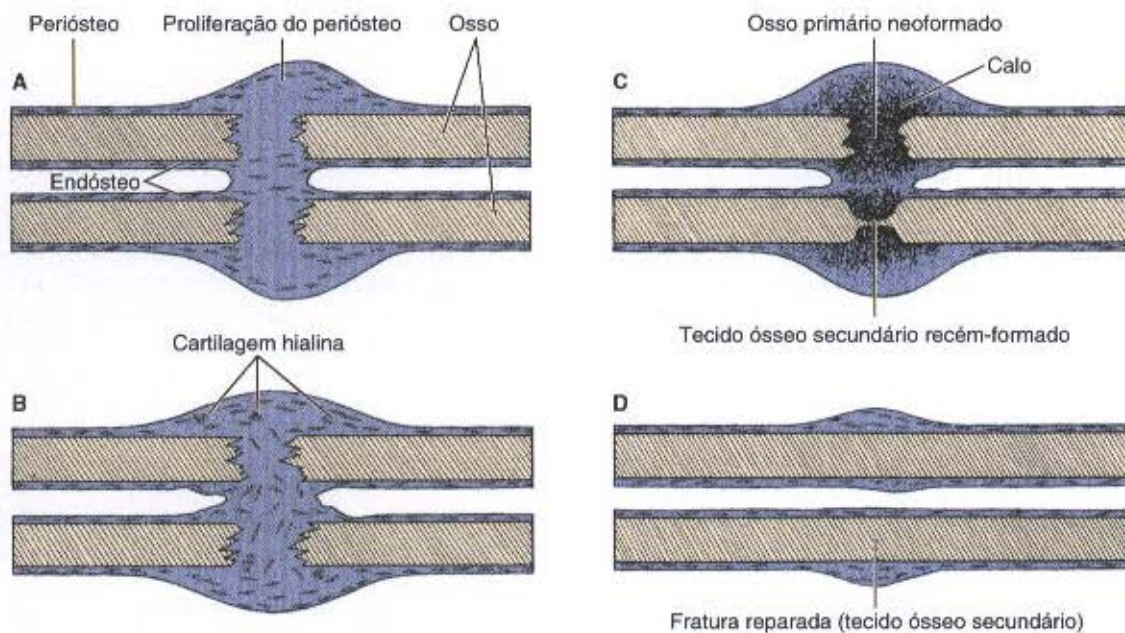 Periósteo
Proliferação do periósteo
Osso
A
Endósteo
Osso primário neoformado
Calo
C
Tecido ósseo secundário recém-formado
Cartilagem hialina
B
D
Fratura reparada (tecido ósseo secundário)